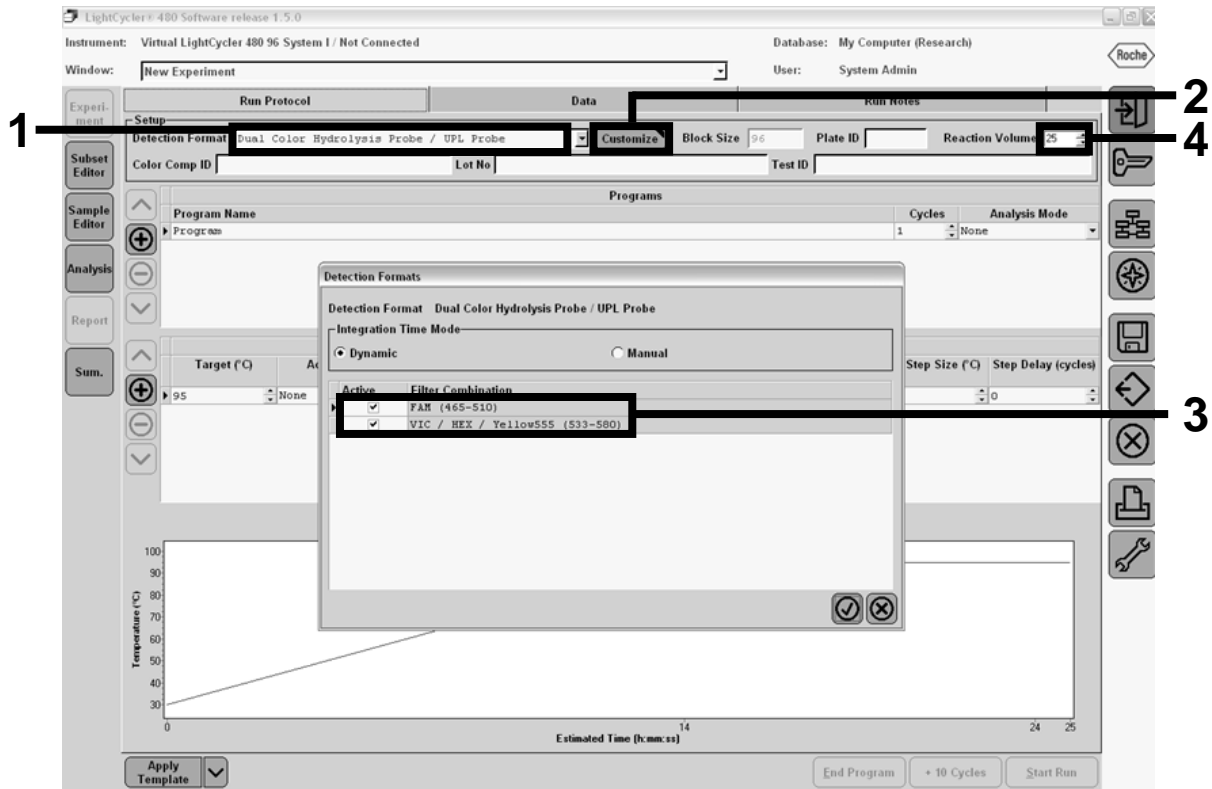 LightCycler® 480 Software release 1.5.0
Instrument: Virtual LightCycler 480 96 System I / Not Connected Database: My Computer (Research)
Roche
Window: New Experiment User: System Admin
Experi-
ment
Run Protocol Data Run Notes
1
2
4
3
Setup
Detection Format Dual Color Hydrolysis Probe / UPL Probe Customize Block Size 96 Plate ID Reaction Volume 25
Color Comp ID Lot No Test ID
Subset
Editor
Sample
Editor
Analysis
Report
Sum.
Programs
Program Name Cycles Analysis Mode
Program 1 None
Detection Formats
Detection Format Dual Color Hydrolysis Probe / UPL Probe
Integration Time Mode
Dynamic Manual
Active Filter Combination
FAM (465-510)
VIC / HEX / Yellow555 (533-580)
Target (°C) Ac Step Size (°C) Step Delay (cycles)
95 None 0
Temperature (°C)
100
90
80
70
60
50
40
30
0 14 24 25
Estimated Time (h:mm:ss)
Apply
Template
End Program + 10 Cycles Start Run